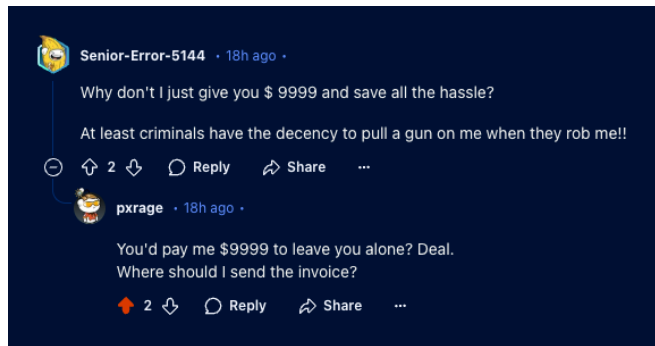 Senior-Error-5144 • 18h ago •
Why don't I just give you $ 9999 and save all the hassle?
At least criminals have the decency to pull a gun on me when they rob me!!
2 Reply Share ...
pxrage • 18h ago •
You'd pay me $9999 to leave you alone? Deal.
Where should I send the invoice?
2 Reply Share ...